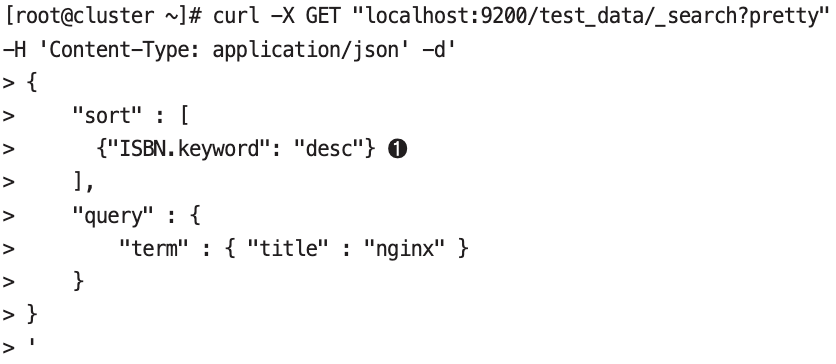 [root@cluster ~]# curl -X GET "localhost:9200/test_data/_search?pretty"
-H 'Content-Type: application/json' -d'
> {
>     "sort" : [
>       {"ISBN.keyword": "desc"} ❶
>     ],
>     "query" : {
>         "term" : { "title" : "nginx" }
>     }
> }
> '